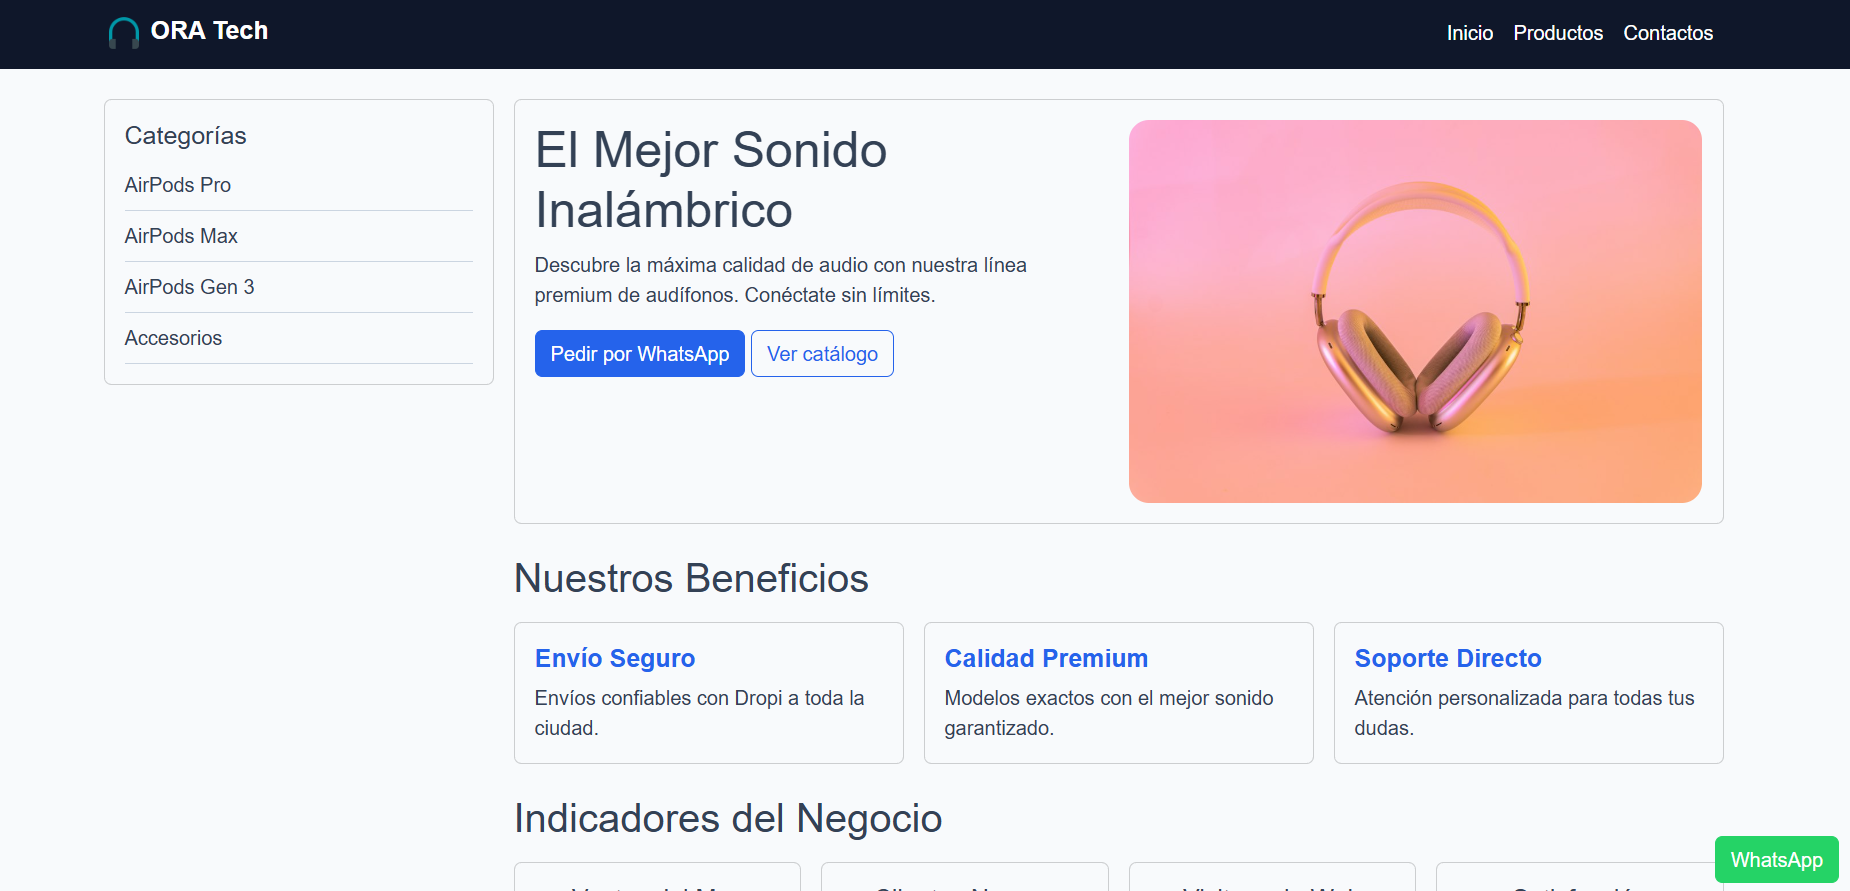 ORA Tech
Inicio Productos Contactos
Categorías
AirPods Pro
AirPods Max
AirPods Gen 3
Accesorios
El Mejor Sonido
Inalámbrico
Descubre la máxima calidad de audio con nuestra línea
premium de audífonos. Conéctate sin límites.
Pedir por WhatsApp Ver catálogo
Nuestros Beneficios
Envío Seguro
Envíos confiables con Dropi a toda la
ciudad.
Calidad Premium
Modelos exactos con el mejor sonido
garantizado.
Soporte Directo
Atención personalizada para todas tus
dudas.
Indicadores del Negocio
WhatsApp